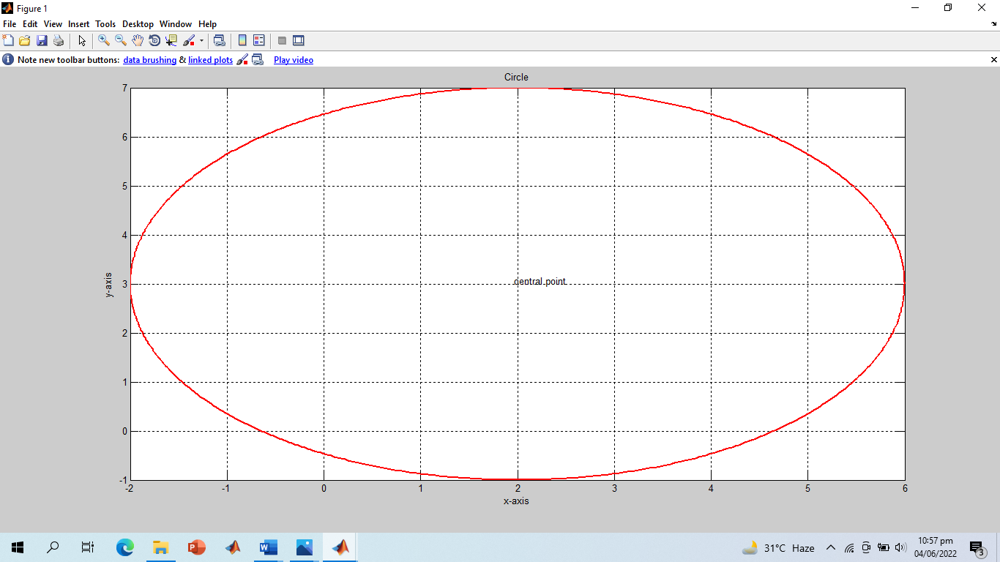 Figure 1
File Edit View Insert Tools Desktop Window Help
Note new toolbar buttons: data brushing & linked plots Play video
Circle
7
6
5
4
3
2
1
0
-1
y-axis
central point
-2 -1 0 1 2 3 4 5 6
x-axis
P W 31°C Haze 10:57 pm
04/06/2022 3